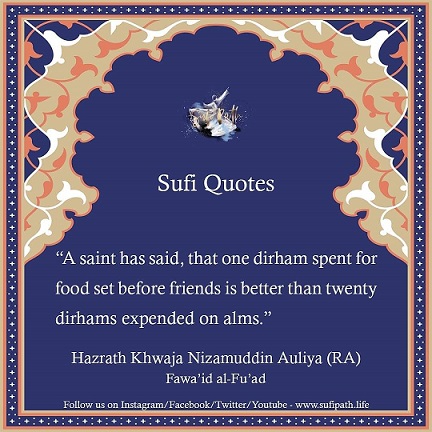 Sufi Quotes
“A saint has said, that one dirham spent for
food set before friends is better than twenty
dirhams expended on alms.”
Hazrath Khwaja Nizamuddin Auliya (RA)
Fawa’id al-Fu’ad
Follow us on Instagram/Facebook/Twitter/Youtube - www.sufipath.life